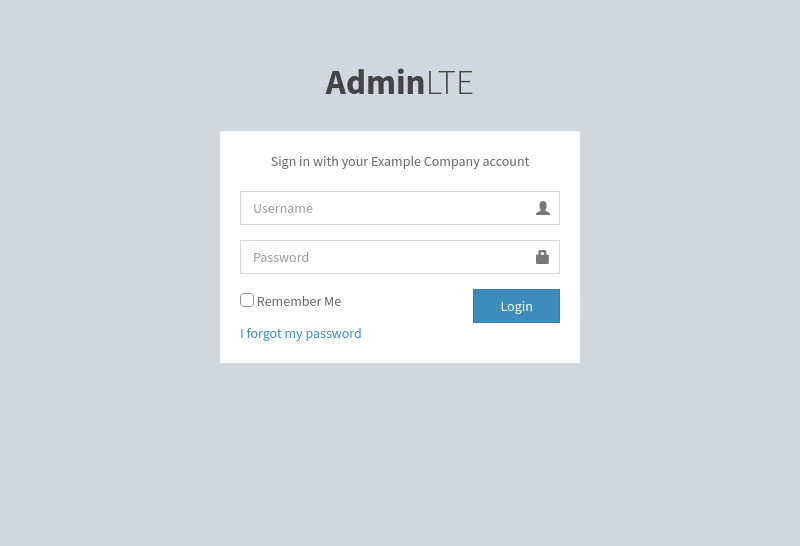 AdminLTE
Sign in with your Example Company account
Username
Password
Remember Me
Login
I forgot my password